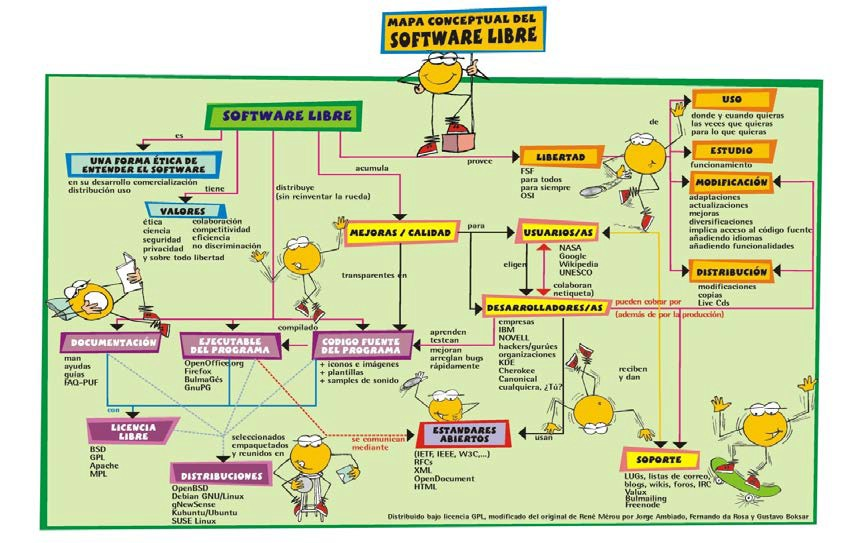 MAPA CONCEPTUAL DEL
SOFTWARE LIBRE
SOFTWARE LIBRE
es
UNA FORMA ÉTICA DE
ENTENDER EL SOFTWARE
en su desarrollo comercialización
distribución uso
tiene
VALORES
ética
ciencia
seguridad
privacidad
y sobre todo libertad
colaboración
competitividad
eficiencia
no discriminación
distribuye
(sin reinventar la rueda)
acumula
provee
LIBERTAD
FSF
para todos
para siempre
OSI
de
USO
donde y cuando quieras
las veces que quieras
para lo que quieras
ESTUDIO
funcionamiento
MODIFICACIÓN
adaptaciones
actualizaciones
mejoras
diversificaciones
implica acceso al código fuente
añadiendo idiomas
añadiendo funcionalidades
DISTRIBUCIÓN
modificaciones
copias
Live Cds
MEJORAS / CALIDAD
para
transparentes en
USUARIOS/AS
NASA
Google
Wikipedia
UNESCO
eligen
colaboran
netiqueta)
DESARROLLADORES/AS
pueden cobrar por
(además de por la producción)
empresas
IBM
NOVELL
hackers/gurúes
organizaciones
KDE
Cherokee
Canonical
cualquiera, ¿Tú?
aprenden
testean
mejoran
arreglan bugs
rápidamente
DOCUMENTACIÓN
man
ayudas
guías
FAQ-PUF
EJECUTABLE
DEL PROGRAMA
OpenOffice.org
Firefox
BulmaGés
GnuPG
compilado
CODIGO FUENTE
DEL PROGRAMA
+ iconos e imágenes
+ plantillas
+ samples de sonido
con
LICENCIA
LIBRE
BSD
GPL
Apache
MPL
seleccionados
empaquetados
y reunidos en
DISTRIBUCIONES
OpenBSD
Debian GNU/Linux
gNewSense
Kubuntu/Ubuntu
SUSE Linux
se comunican
mediante
ESTANDARES
ABIERTOS
(IETF, IEEE, W3C,...)
RFCs
XML
OpenDocument
HTML
usan
reciben
y dan
SOPORTE
LUGs, listas de correo,
blogs, wikis, foros, IRC
Valux
Bulmailing
Freenode
Distribuido bajo licencia GPL, modificado del original de René Mérou por Jorge Ambiado, Fernando da Rosa y Gustavo Boksar